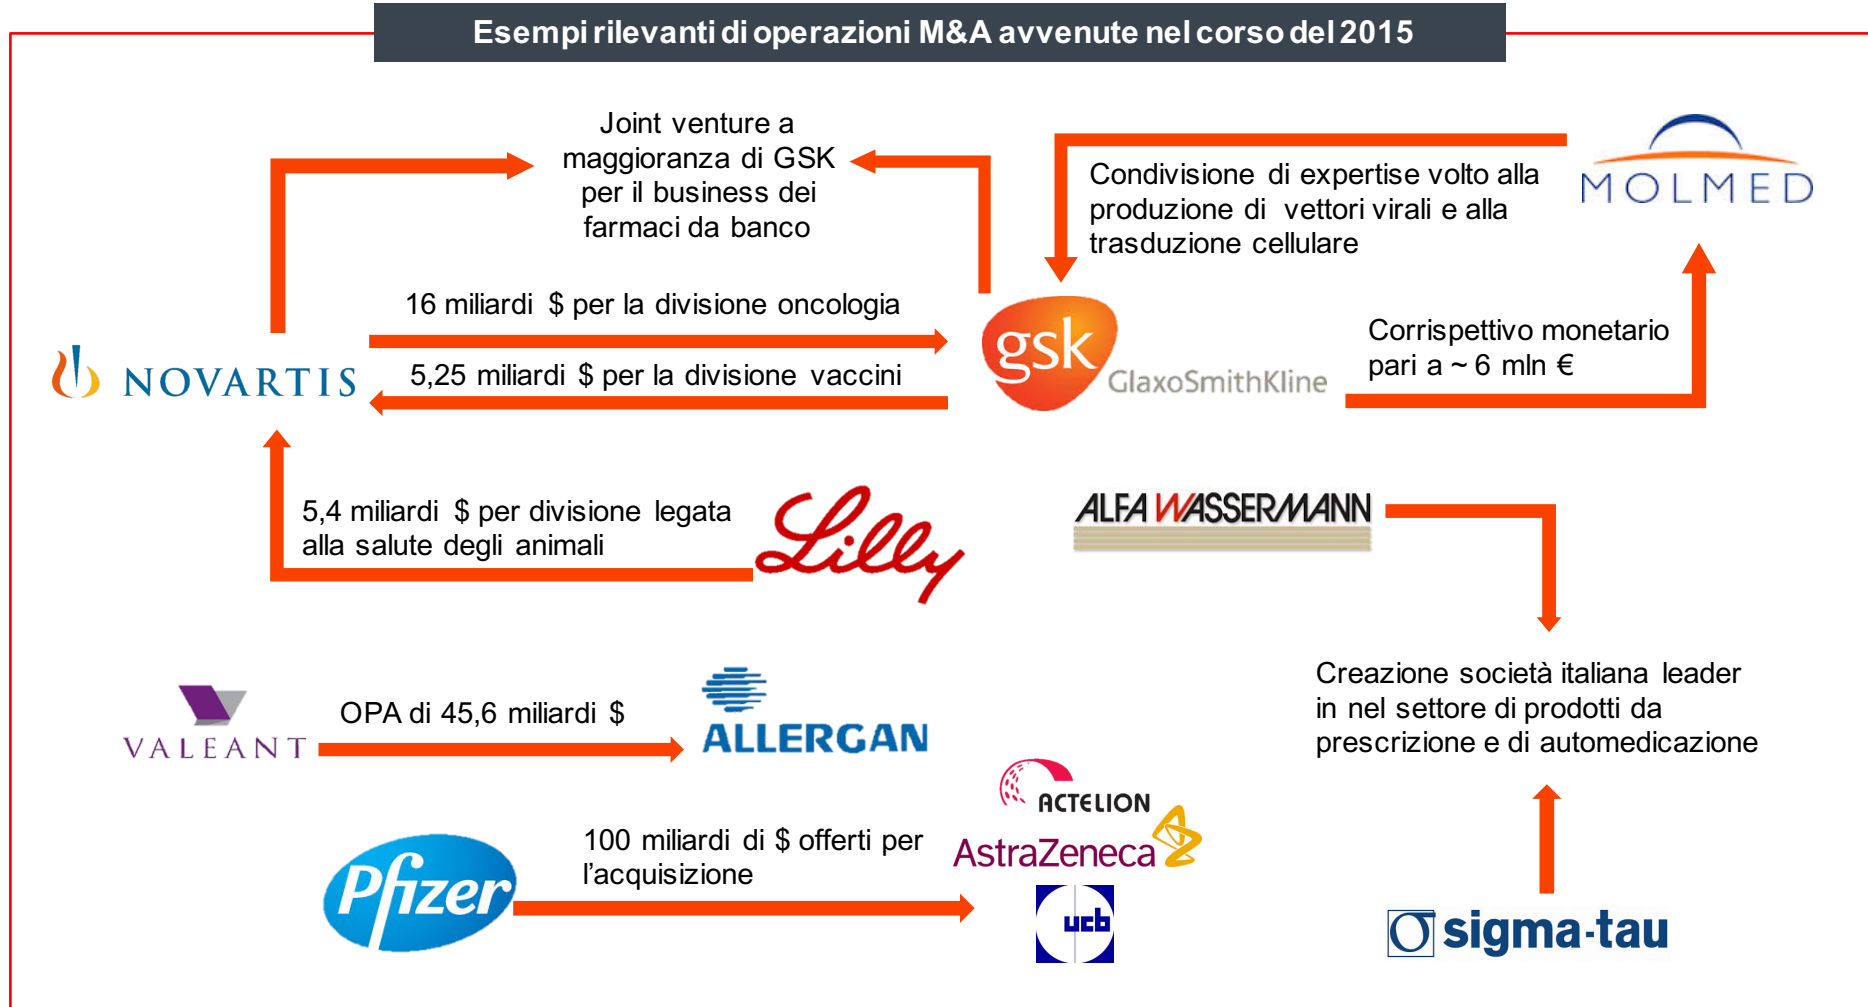 Esempi rilevanti di operazioni M&A avvenute nel corso del 2015
Joint venture a
maggioranza di GSK
per il business dei
farmaci da banco
Condivisione di expertise volto alla
produzione di vettori virali e alla
trasduzione cellulare
MOLMED
16 miliardi $ per la divisione oncologia
NOVARTIS
5,25 miliardi $ per la divisione vaccini
gsk
GlaxoSmithKline
Corrispettivo monetario
pari a ~ 6 mln €
5,4 miliardi $ per divisione legata
alla salute degli animali
Lilly
ALFA WASSERMANN
VALEANT
OPA di 45,6 miliardi $
ALLERGAN
Creazione società italiana leader
in nel settore di prodotti da
prescrizione e di automedicazione
Pfizer
100 miliardi di $ offerti per
l'acquisizione
ACTELION
AstraZeneca
ucb
sigma-tau